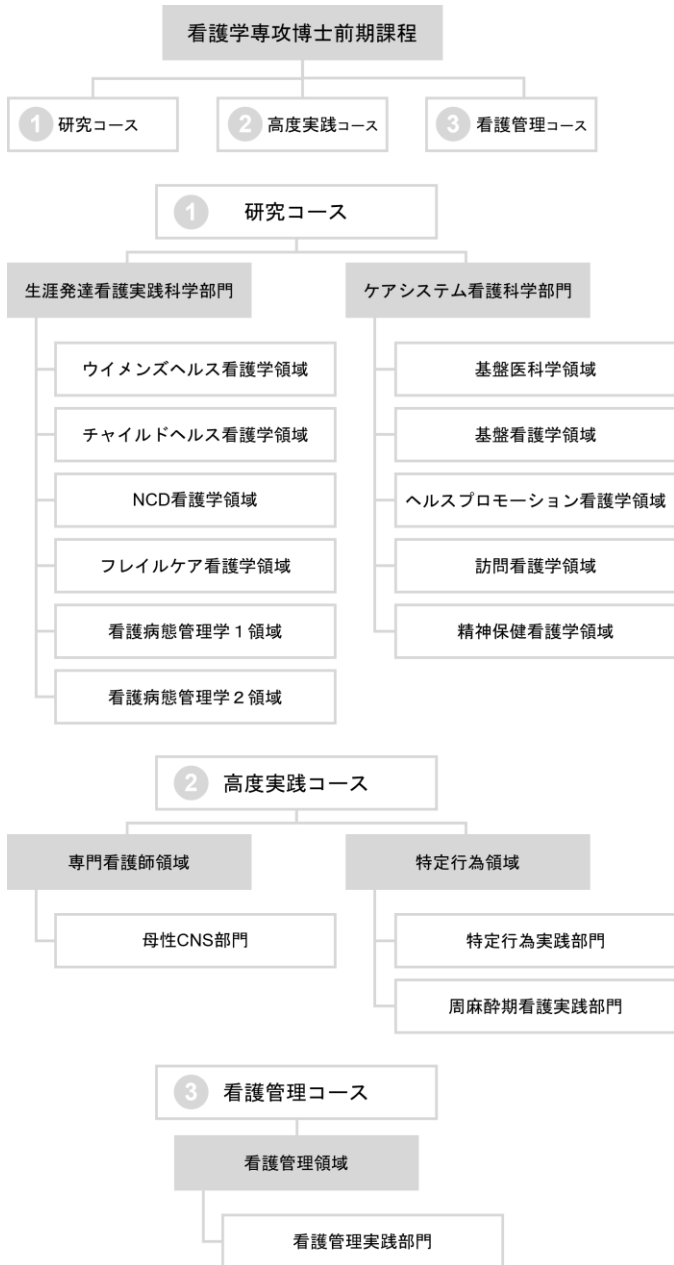 看護学専攻博士前期課程
1 研究コース
2 高度実践コース
3 看護管理コース
1 研究コース
生涯発達看護実践科学部門
ウイメンズヘルス看護学領域
チャイルドヘルス看護学領域
NCD看護学領域
フレイルケア看護学領域
看護病態管理学１領域
看護病態管理学２領域
ケアシステム看護科学部門
基盤医科学領域
基盤看護学領域
ヘルスプロモーション看護学領域
訪問看護学領域
精神保健看護学領域
2 高度実践コース
専門看護師領域
母性CNS部門
特定行為領域
特定行為実践部門
周麻酔期看護実践部門
3 看護管理コース
看護管理領域
看護管理実践部門